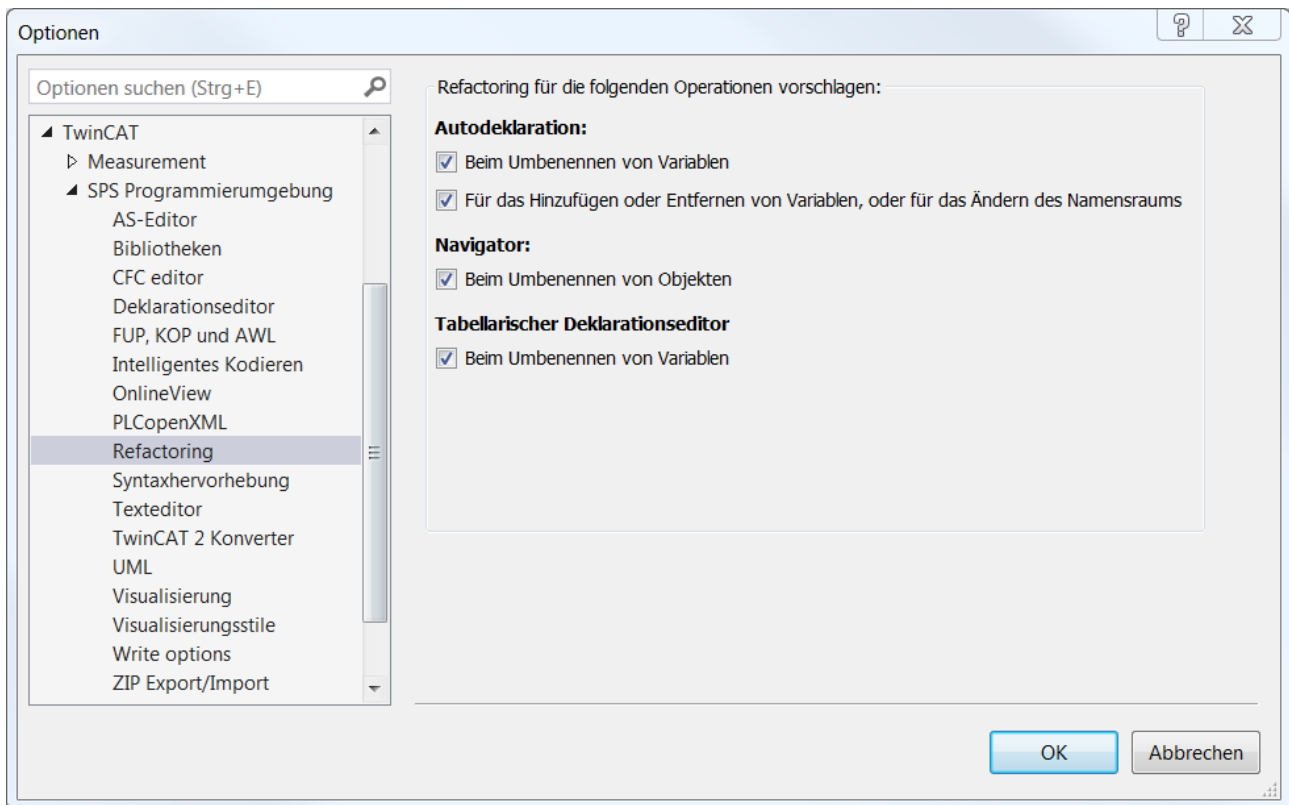 Optionen
Optionen suchen (Strg+E)
TwinCAT
Measurement
SPS Programmierumgebung
AS-Editor
Bibliotheken
CFC editor
Deklarationseditor
FUP, KOP und AWL
Intelligentes Kodieren
OnlineView
PLCopenXML
Refactoring
Syntaxhervorhebung
Texteditor
TwinCAT 2 Konverter
UML
Visualisierung
Visualisierungsstile
Write options
ZIP Export/Import
Refactoring für die folgenden Operationen vorschlagen:
Autodeklaration:
Beim Umbenennen von Variablen
Für das Hinzufügen oder Entfernen von Variablen, oder für das Ändern des Namensraums
Navigator:
Beim Umbenennen von Objekten
Tabellarischer Deklarationseditor
Beim Umbenennen von Variablen
OK
Abbrechen